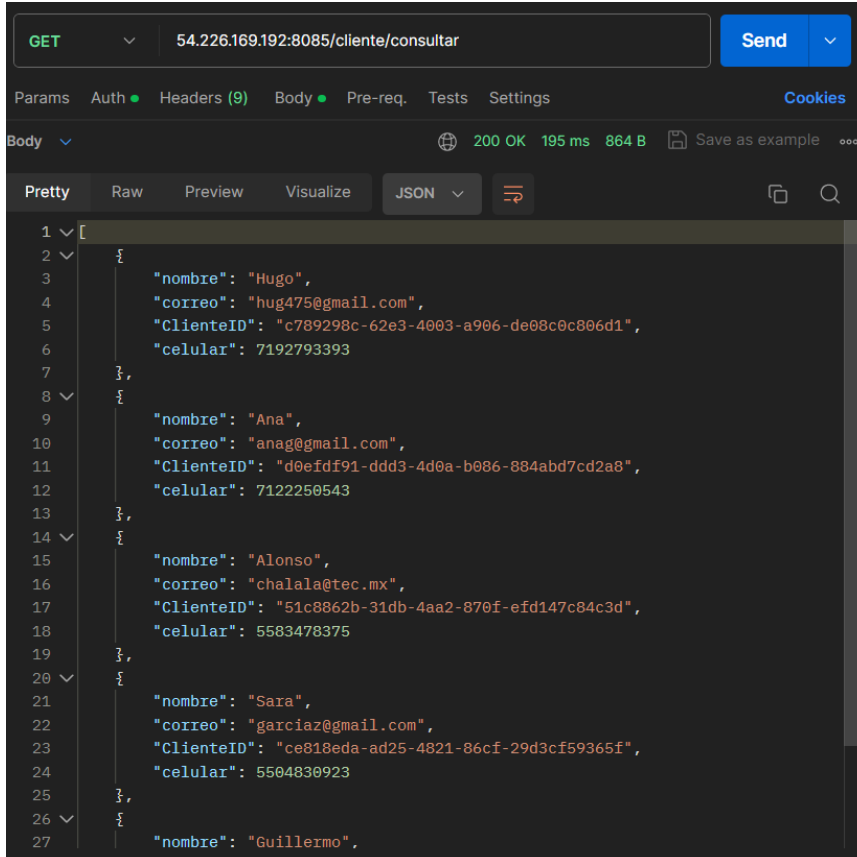 GET 54.226.169.192:8085/cliente/consultar Send
Params Auth Headers (9) Body Pre-req. Tests Settings Cookies
Body 200 OK 195 ms 864 B Save as example
Pretty Raw Preview Visualize JSON
1 [
2 {
3 "nombre": "Hugo",
4 "correo": "hug475@gmail.com",
5 "ClienteID": "c789298c-62e3-4003-a906-de08c0c806d1",
6 "celular": 7192793393
7 },
8 {
9 "nombre": "Ana",
10 "correo": "anag@gmail.com",
11 "ClienteID": "d0efdf91-ddd3-4d0a-b086-884abd7cd2a8",
12 "celular": 7122250543
13 },
14 {
15 "nombre": "Alonso",
16 "correo": "chalala@tec.mx",
17 "ClienteID": "51c8862b-31db-4aa2-870f-efd147c84c3d",
18 "celular": 5583478375
19 },
20 {
21 "nombre": "Sara",
22 "correo": "garciaz@gmail.com",
23 "ClienteID": "ce818eda-ad25-4821-86cf-29d3cf59365f",
24 "celular": 5504830923
25 },
26 {
27 "nombre": "Guillermo",